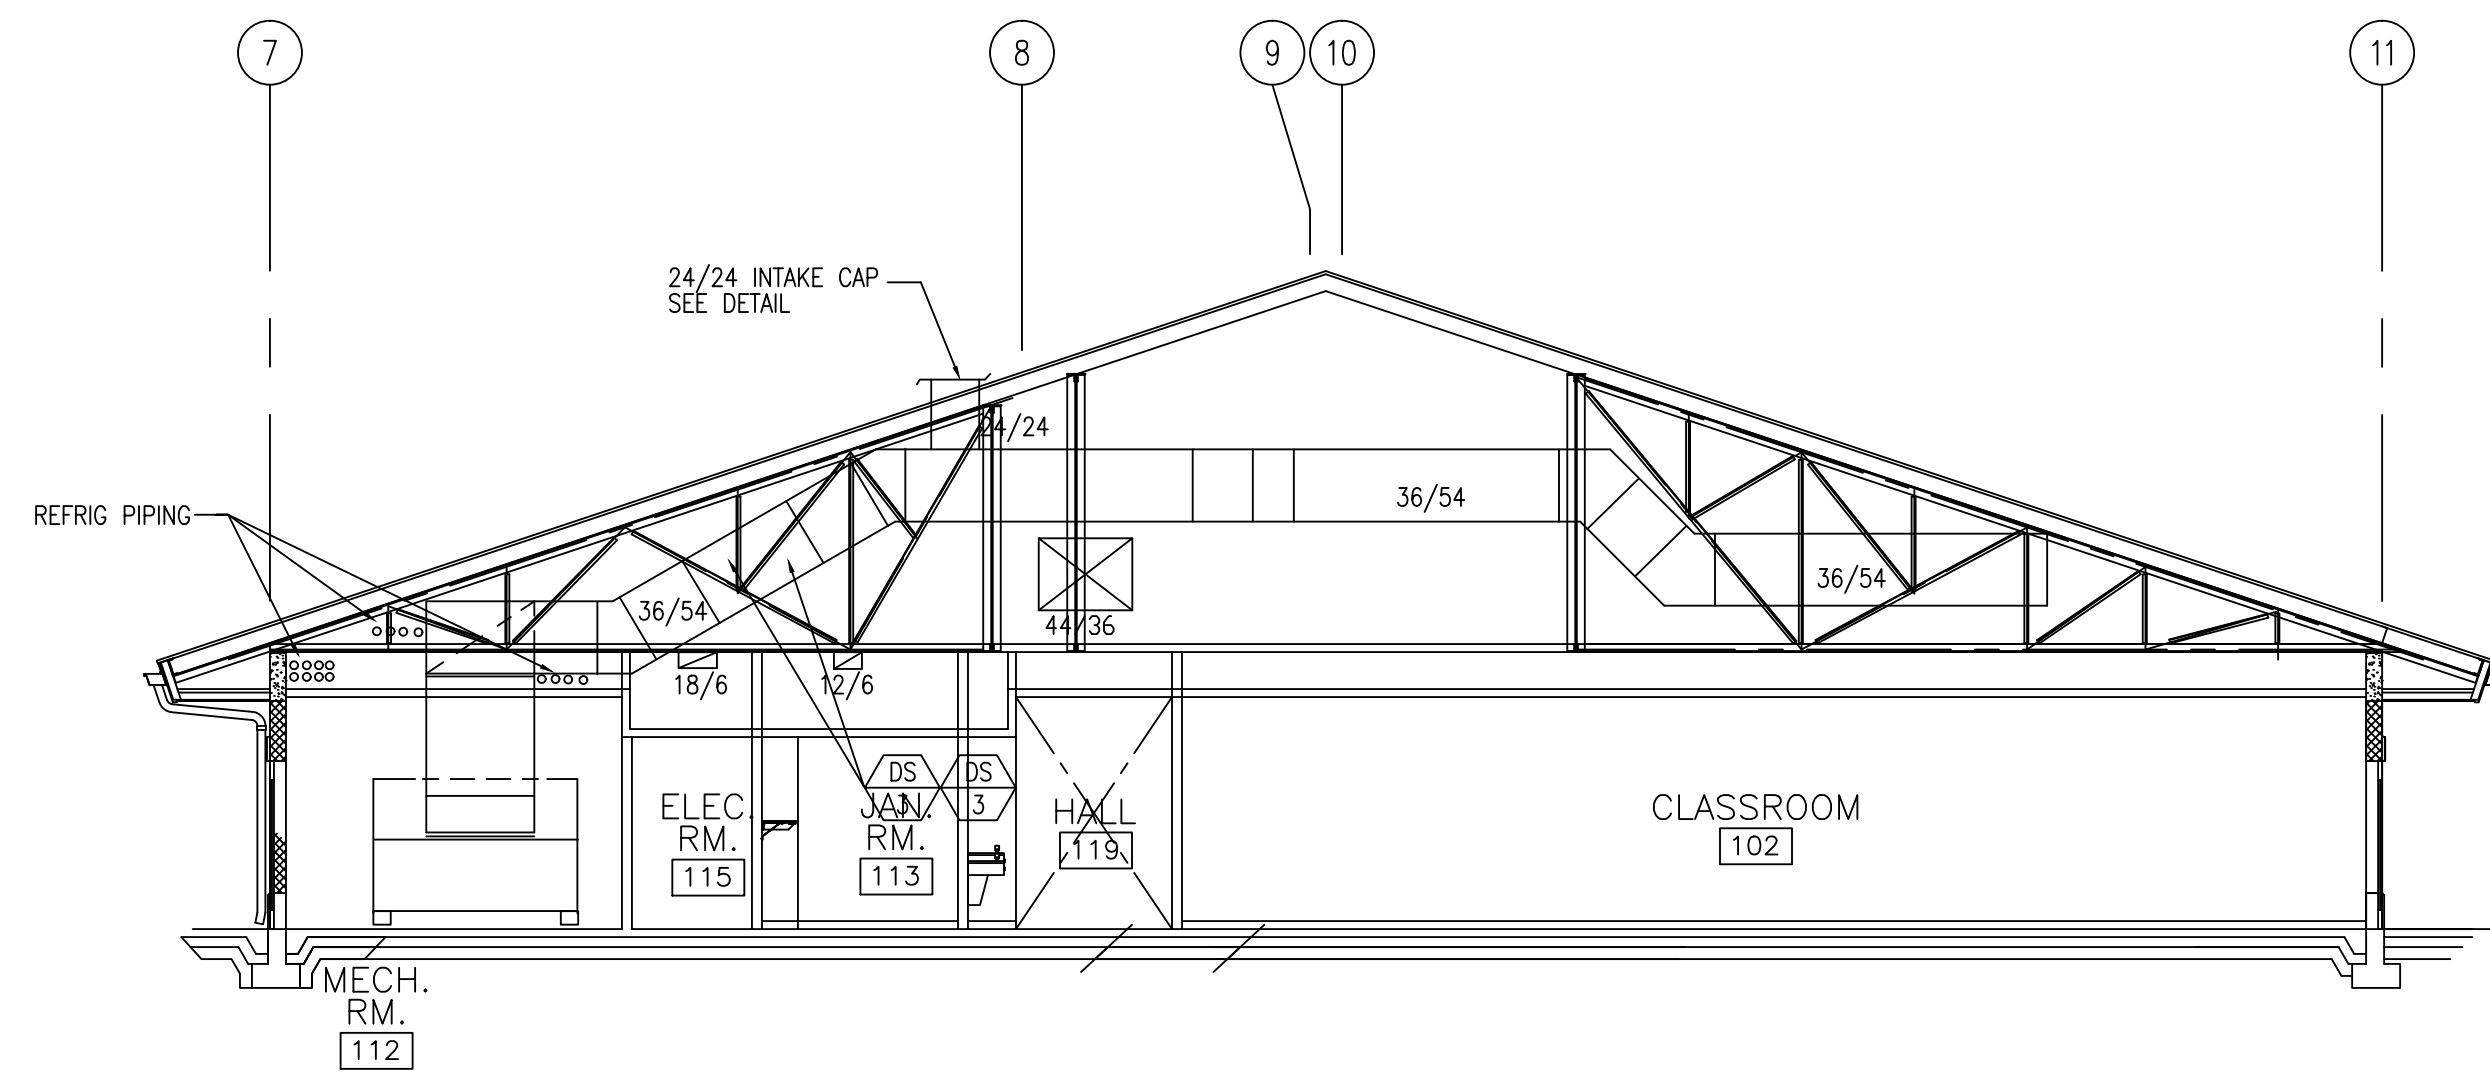 7
8
9
10
11
24/24 INTAKE CAP
SEE DETAIL
24/24
REFRIG PIPING
36/54
36/54
36/54
44/36
18/6
12/6
DS
3
DS
3
ELEC.
RM.
115
JAN.
RM.
113
HALL
119
CLASSROOM
102
MECH.
RM.
112